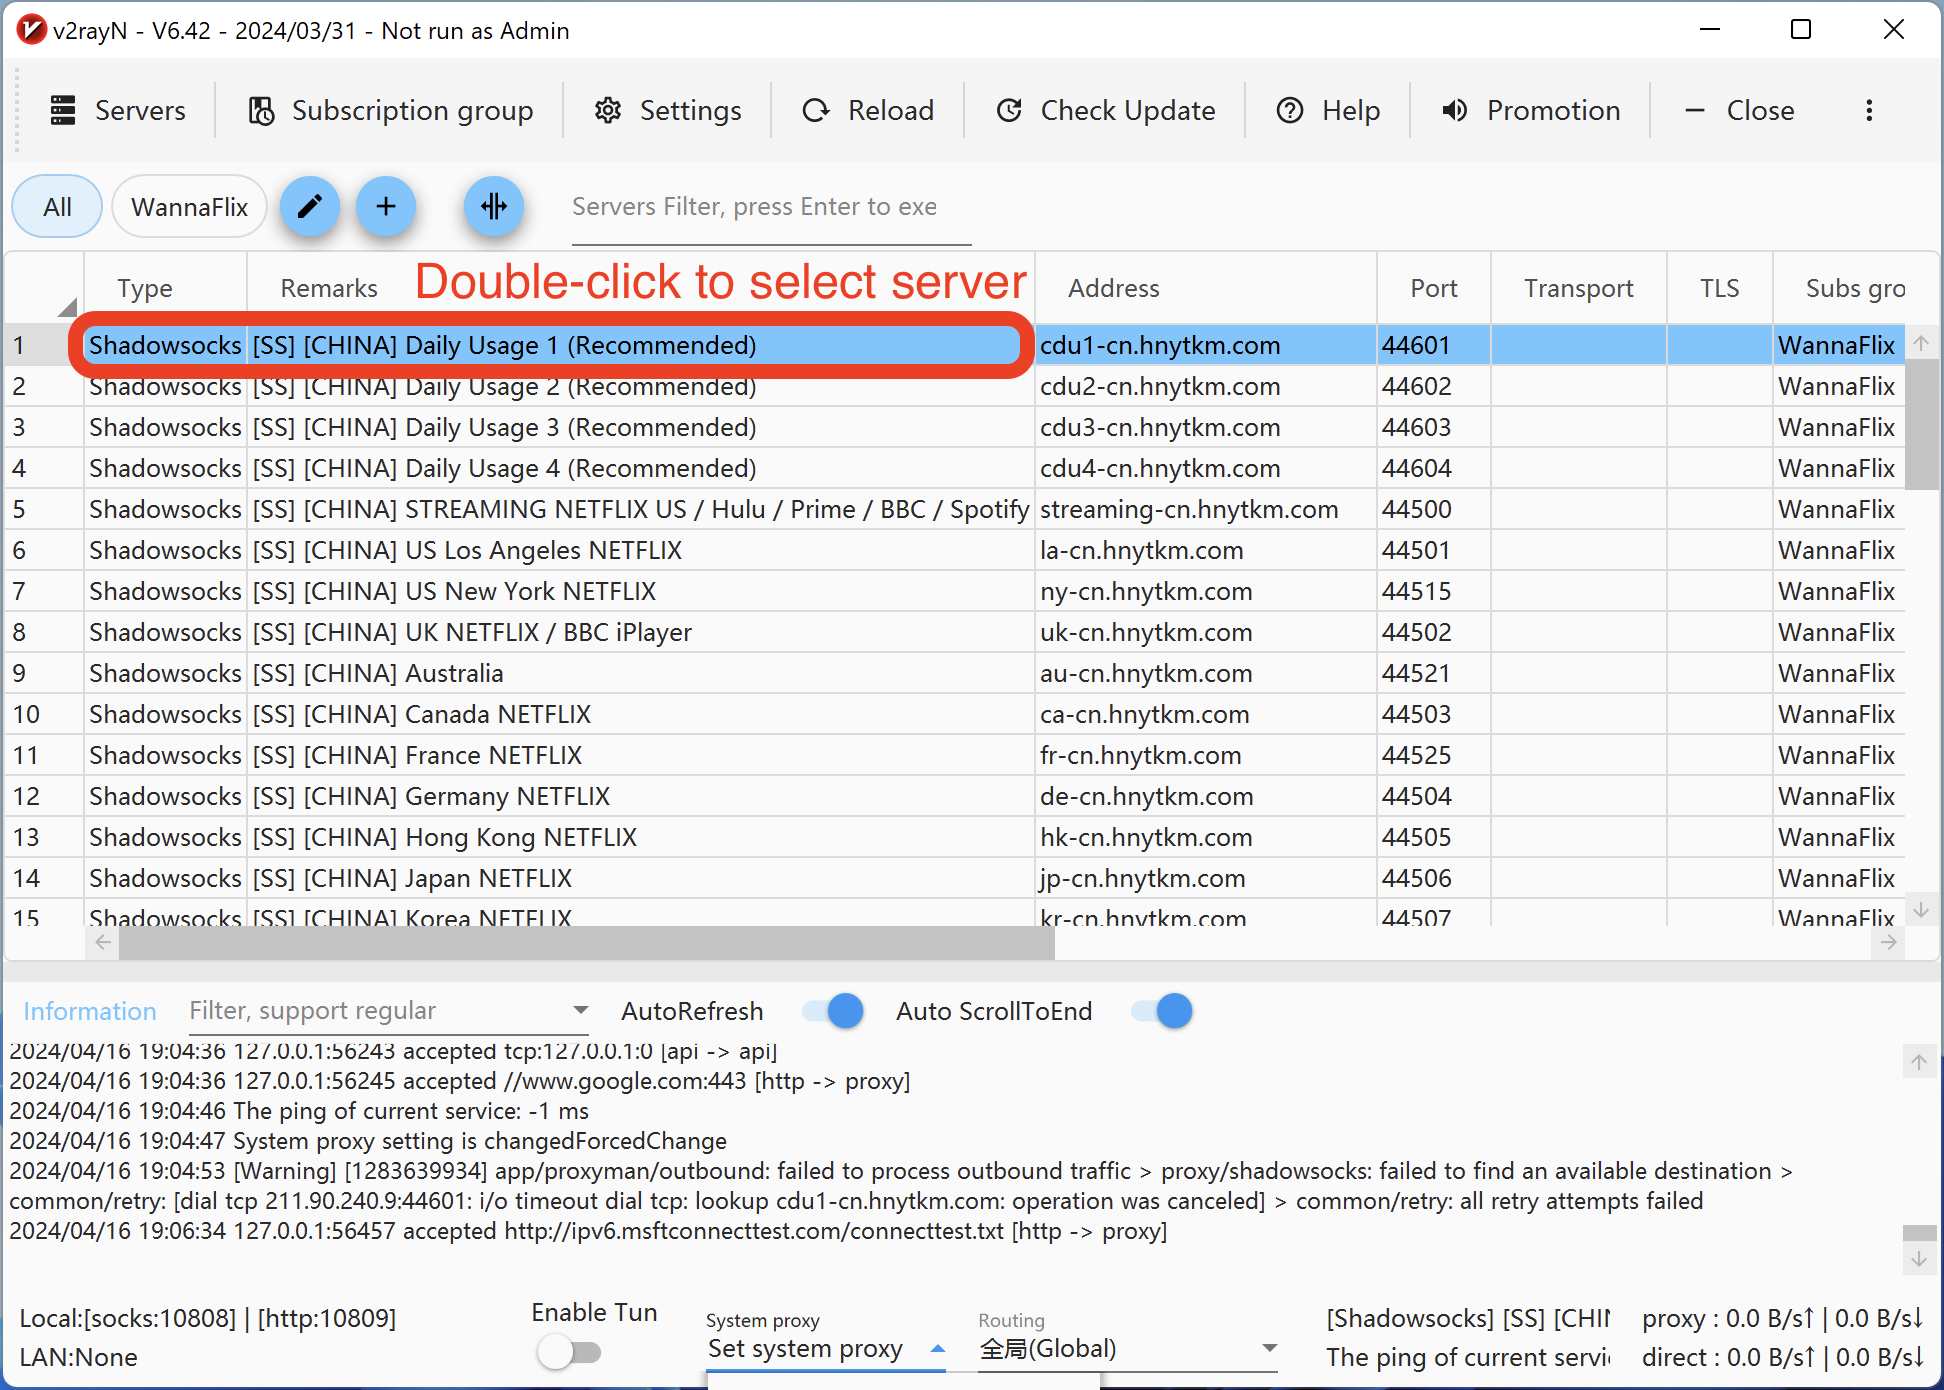 v2rayN - V6.42 - 2024/03/31 - Not run as Admin
Servers Subscription group Settings Reload Check Update Help Promotion Close
All WannaFlix Servers Filter, press Enter to exe
Double-click to select server
Type Remarks Address Port Transport TLS Subs gro
1 Shadowsocks [SS] [CHINA] Daily Usage 1 (Recommended) cdu1-cn.hnytkm.com 44601 WannaFlix
2 Shadowsocks [SS] [CHINA] Daily Usage 2 (Recommended) cdu2-cn.hnytkm.com 44602 WannaFlix
3 Shadowsocks [SS] [CHINA] Daily Usage 3 (Recommended) cdu3-cn.hnytkm.com 44603 WannaFlix
4 Shadowsocks [SS] [CHINA] Daily Usage 4 (Recommended) cdu4-cn.hnytkm.com 44604 WannaFlix
5 Shadowsocks [SS] [CHINA] STREAMING NETFLIX US / Hulu / Prime / BBC / Spotify streaming-cn.hnytkm.com 44500 WannaFlix
6 Shadowsocks [SS] [CHINA] US Los Angeles NETFLIX la-cn.hnytkm.com 44501 WannaFlix
7 Shadowsocks [SS] [CHINA] US New York NETFLIX ny-cn.hnytkm.com 44515 WannaFlix
8 Shadowsocks [SS] [CHINA] UK NETFLIX / BBC iPlayer uk-cn.hnytkm.com 44502 WannaFlix
9 Shadowsocks [SS] [CHINA] Australia au-cn.hnytkm.com 44521 WannaFlix
10 Shadowsocks [SS] [CHINA] Canada NETFLIX ca-cn.hnytkm.com 44503 WannaFlix
11 Shadowsocks [SS] [CHINA] France NETFLIX fr-cn.hnytkm.com 44525 WannaFlix
12 Shadowsocks [SS] [CHINA] Germany NETFLIX de-cn.hnytkm.com 44504 WannaFlix
13 Shadowsocks [SS] [CHINA] Hong Kong NETFLIX hk-cn.hnytkm.com 44505 WannaFlix
14 Shadowsocks [SS] [CHINA] Japan NETFLIX jp-cn.hnytkm.com 44506 WannaFlix
15 Shadowsocks [SS] [CHINA] Korea NETFLIX kr-cn.hnytkm.com 44507 WannaFlix
Information Filter, support regular AutoRefresh Auto ScrollToEnd
2024/04/16 19:04:36 127.0.0.1:56243 accepted tcp:127.0.0.1:0 [api -> api]
2024/04/16 19:04:36 127.0.0.1:56245 accepted //www.google.com:443 [http -> proxy]
2024/04/16 19:04:46 The ping of current service: -1 ms
2024/04/16 19:04:47 System proxy setting is changedForcedChange
2024/04/16 19:04:53 [Warning] [1283639934] app/proxyman/outbound: failed to process outbound traffic > proxy/shadowsocks: failed to find an available destination >
common/retry: [dial tcp 211.90.240.9:44601: i/o timeout dial tcp: lookup cdu1-cn.hnytkm.com: operation was canceled] > common/retry: all retry attempts failed
2024/04/16 19:06:34 127.0.0.1:56457 accepted http://ipv6.msftconnecttest.com/connecttest.txt [http -> proxy]
Local:[socks:10808] | [http:10809]
LAN:None
Enable Tun
System proxy
Set system proxy
Routing
全局(Global)
[Shadowsocks] [SS] [CHIN
The ping of current servi
proxy : 0.0 B/s↑ | 0.0 B/s↓
direct : 0.0 B/s↑ | 0.0 B/s↓